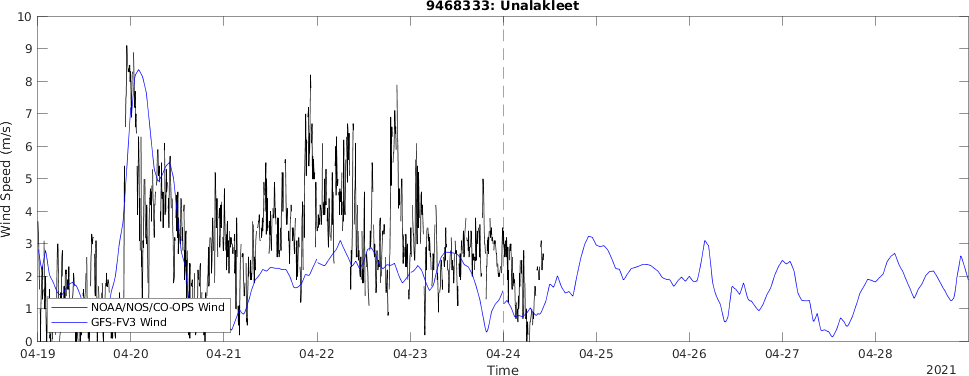 9468333: Unalakleet
10
9
8
7
6
5
4
3
2
1
0
Wind Speed (m/s)
NOAA/NOS/CO-OPS Wind
GFS-FV3 Wind
04-19 04-20 04-21 04-22 04-23 04-24 04-25 04-26 04-27 04-28
Time
2021